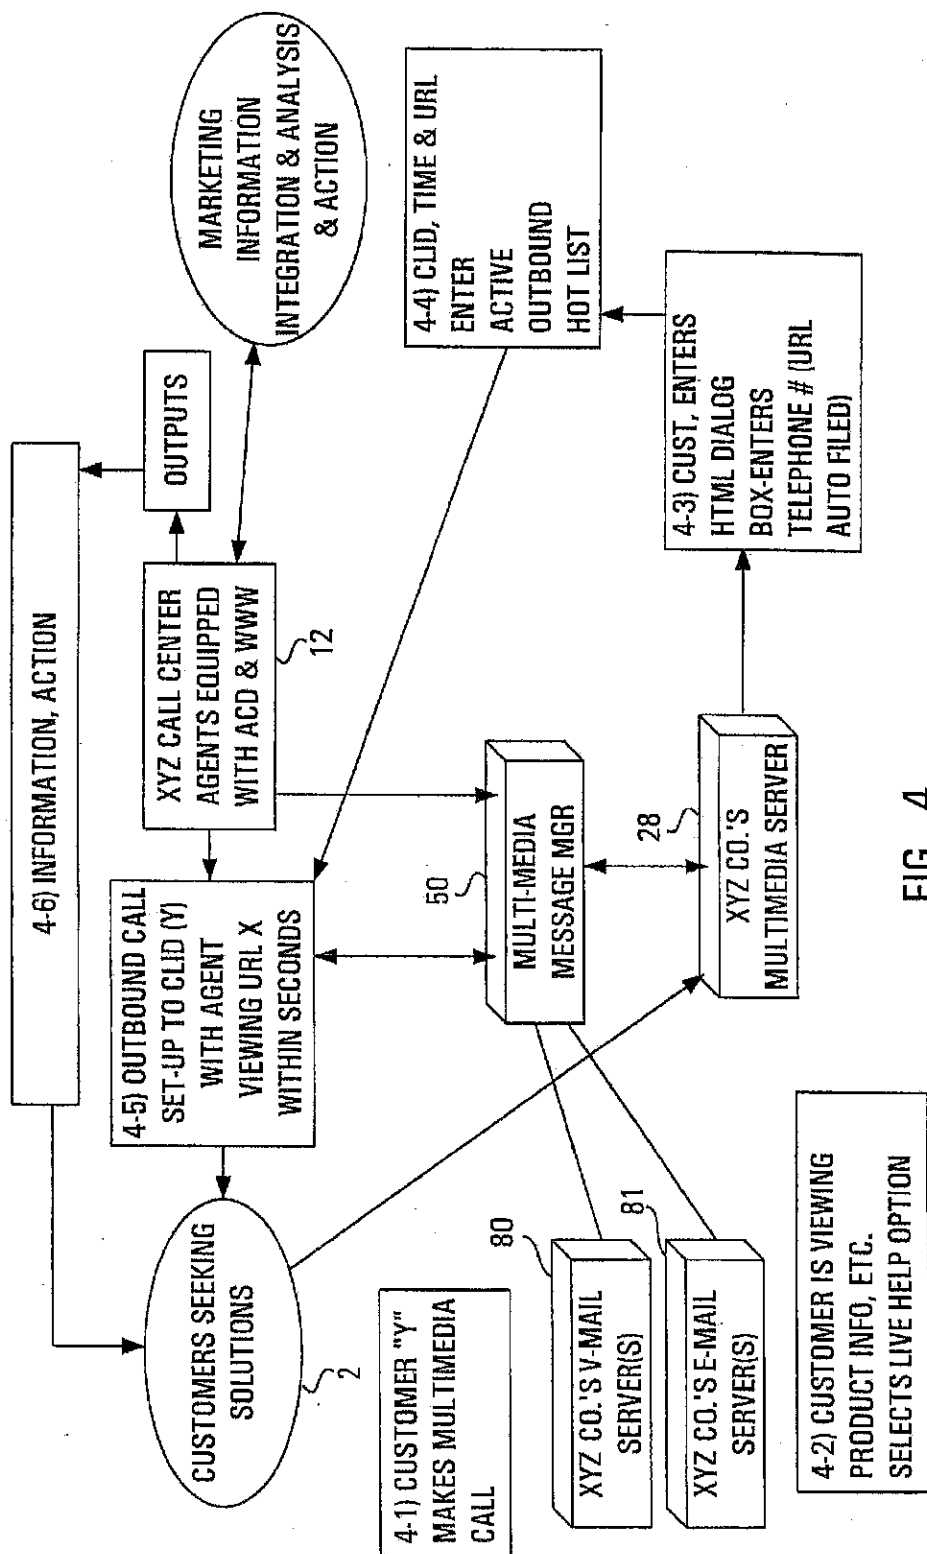 4-6) INFORMATION, ACTION
OUTPUTS
MARKETING
INFORMATION
INTEGRATION & ANALYSIS
& ACTION
XYZ CALL CENTER
AGENTS EQUIPPED
WITH ACD & WWW
12
4-5) OUTBOUND CALL
SET-UP TO CLID (Y)
WITH AGENT
VIEWING URL X
WITHIN SECONDS
CUSTOMERS SEEKING
SOLUTIONS
2
4-4) CLID, TIME & URL
ENTER
ACTIVE
OUTBOUND
HOT LIST
4-1) CUSTOMER "Y"
MAKES MULTIMEDIA
CALL
50
MULTI-MEDIA
MESSAGE MGR
80
XYZ CO.'S V-MAIL
SERVER(S)
81
XYZ CO.'S E-MAIL
SERVER(S)
28
XYZ CO.'S
MULTIMEDIA SERVER
4-3) CUST, ENTERS
HTML DIALOG
BOX-ENTERS
TELEPHONE # (URL
AUTO FILED)
4-2) CUSTOMER IS VIEWING
PRODUCT INFO, ETC.
SELECTS LIVE HELP OPTION
FIG. 4